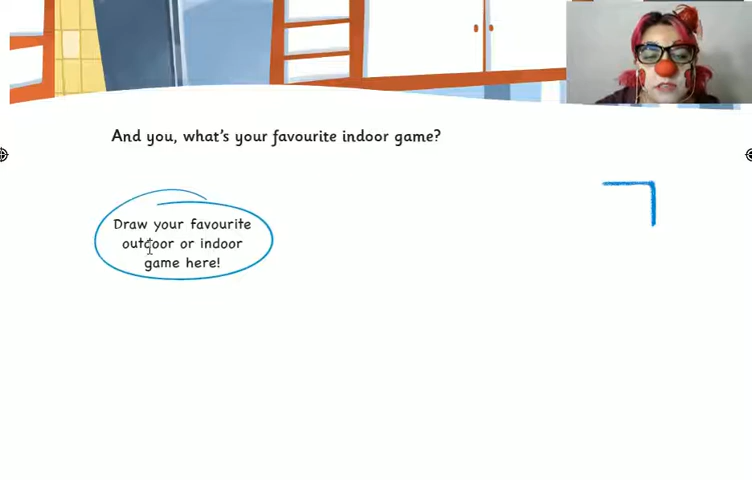 And you, what's your favourite indoor game?
Draw your favourite
outdoor or indoor
game here!